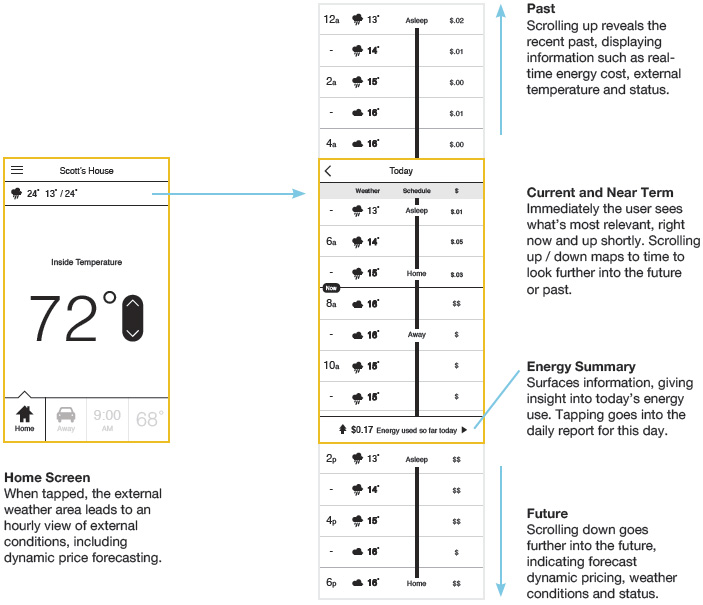 Scott's House
24° 13° / 24°
Inside Temperature
72°
Home
Away
9:00
AM
68°
Home Screen
When tapped, the external
weather area leads to an
hourly view of external
conditions, including
dynamic price forecasting.
12a 13° Asleep $.02
- 14° $.01
2a 15° $.00
- 16° $.01
4a 16° $.00
Today
Weather Schedule $
- 13° Asleep $.01
6a 14° $.05
- 15° Home $.03
Now
8a 16° $$
- 16° Away $
10a 15° $
- 15° $
$0.17 Energy used so far today
2p 13° Asleep $$
- 14° $$
4p 15° $$
- 16° $
6p 16° Home $$
Past
Scrolling up reveals the
recent past, displaying
information such as real-
time energy cost, external
temperature and status.
Current and Near Term
Immediately the user sees
what's most relevant, right
now and up shortly. Scrolling
up / down maps to time to
look further into the future
or past.
Energy Summary
Surfaces information, giving
insight into today's energy
use. Tapping goes into the
daily report for this day.
Future
Scrolling down goes
further into the future,
indicating forecast
dynamic pricing, weather
conditions and status.